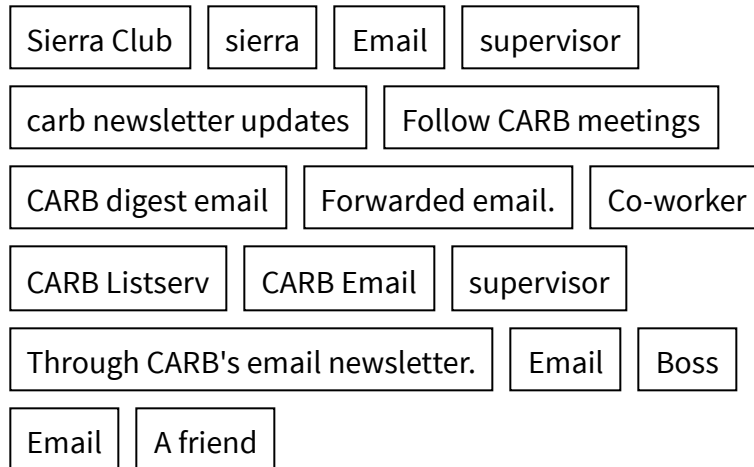 Sierra Club sierra Email supervisor
carb newsletter updates Follow CARB meetings
CARB digest email Forwarded email. Co-worker
CARB Listserv CARB Email supervisor
Through CARB's email newsletter. Email Boss
Email A friend